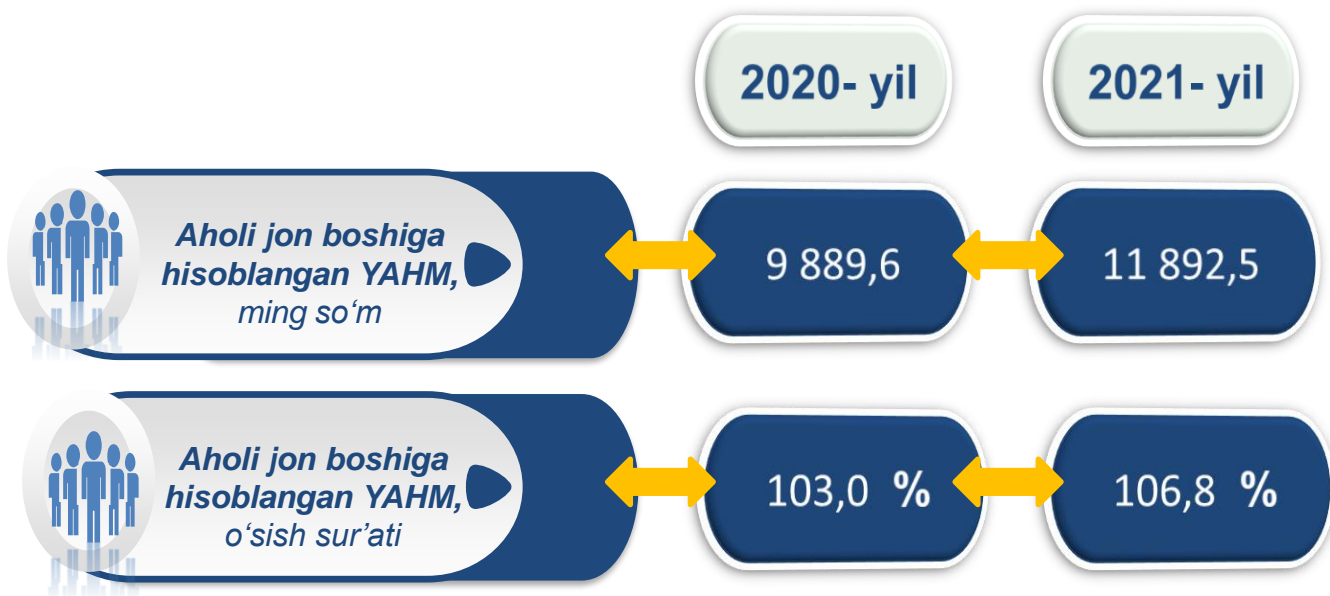 2020- yil
2021- yil
Aholi jon boshiga
hisoblangan YAHM,
ming so‘m
9 889,6
11 892,5
Aholi jon boshiga
hisoblangan YAHM,
o‘sish sur’ati
103,0 %
106,8 %